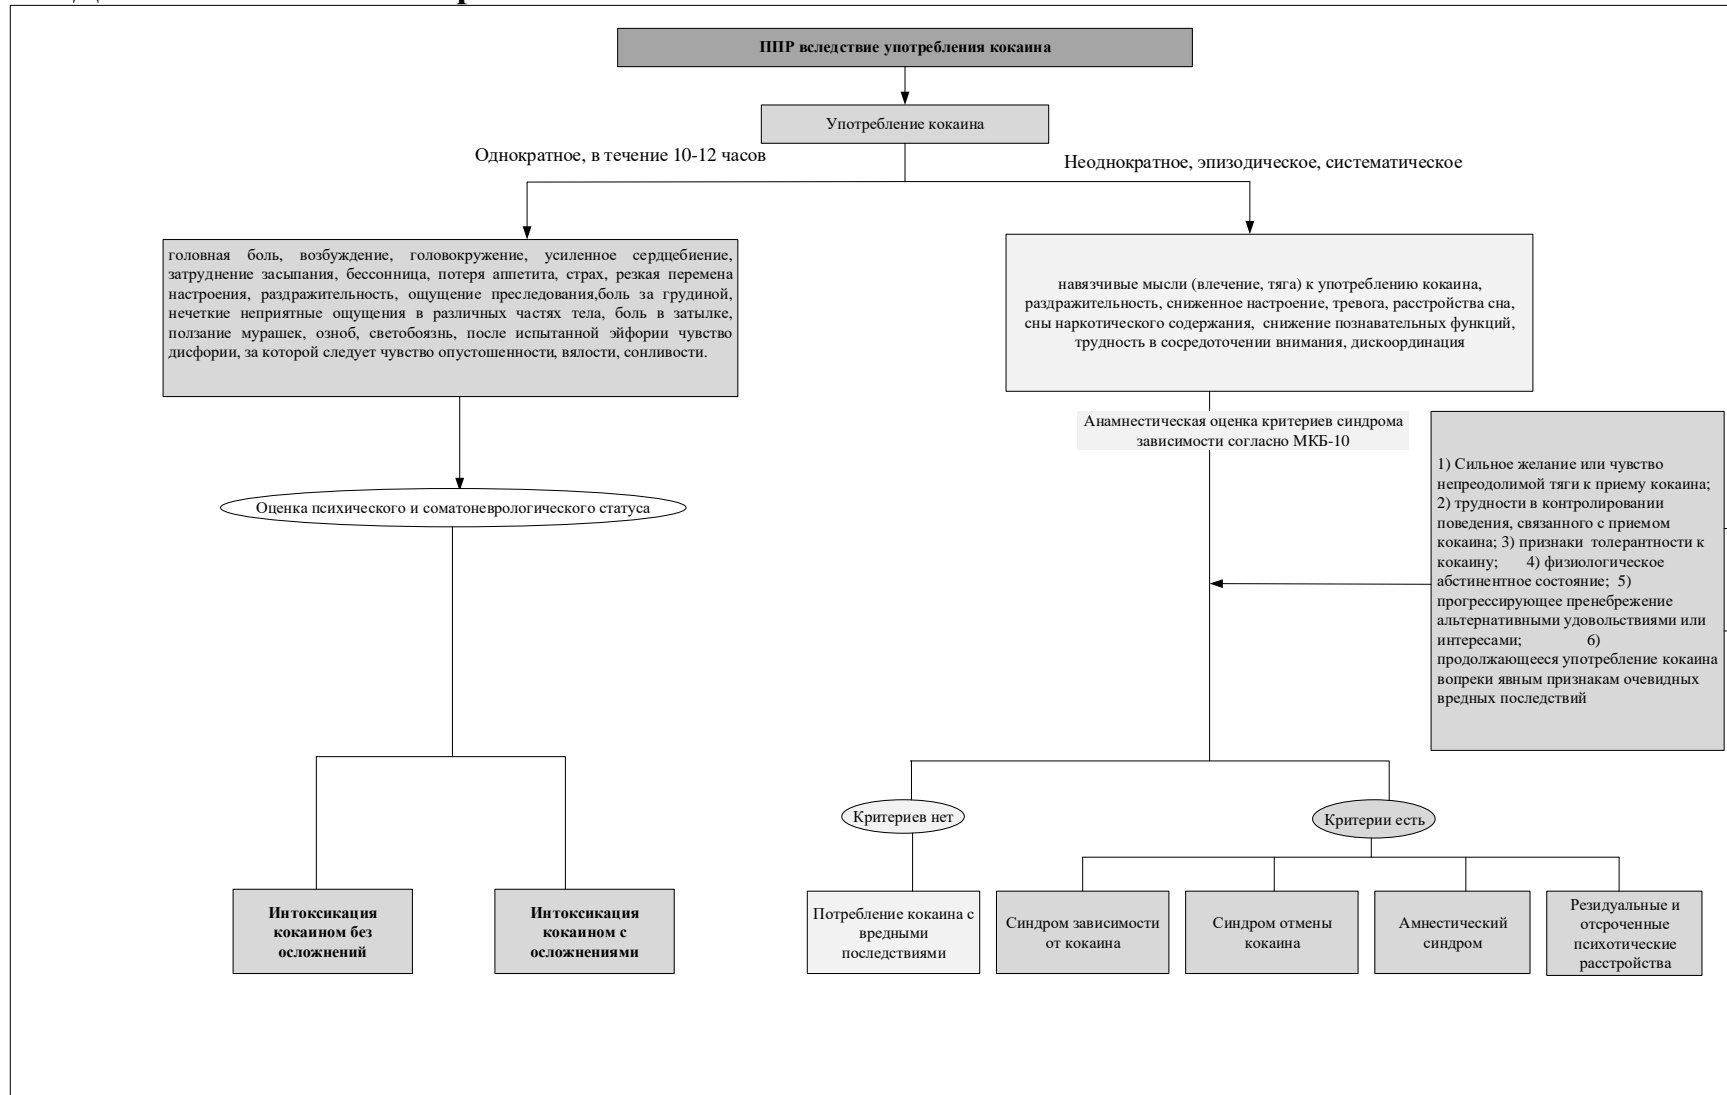 ППР вследствие употребления кокаина
Употребление кокаина
Однократное, в течение 10-12 часов
Неоднократное, эпизодическое, систематическое
головная боль, возбуждение, головокружение, усиленное сердцебиение,
затруднение засыпания, бессонница, потеря аппетита, страх, резкая перемена
настроения, раздражительность, ощущение преследования,боль за грудиной,
нечеткие неприятные ощущения в различных частях тела, боль в затылке,
ползание мурашек, озноб, светобоязнь, после испытанной эйфории чувство
дисфории, за которой следует чувство опустошенности, вялости, сонливости.
навязчивые мысли (влечение, тяга) к употреблению кокаина,
раздражительность, сниженное настроение, тревога, расстройства сна,
сны наркотического содержания, снижение познавательных функций,
трудность в сосредоточении внимания, дискоординация
Анамнестическая оценка критериев синдрома
зависимости согласно МКБ-10
1) Сильное желание или чувство
непреодолимой тяги к приему кокаина;
2) трудности в контролировании
поведения, связанного с приемом
кокаина; 3) признаки толерантности к
кокаину; 4) физиологическое
абстинентное состояние; 5)
прогрессирующее пренебрежение
альтернативными удовольствиями или
интересами; 6)
продолжающееся употребление кокаина
вопреки явным признакам очевидных
вредных последствий
Оценка психического и соматоневрологического статуса
Критериев нет
Критерии есть
Интоксикация
кокаином без
осложнений
Интоксикация
кокаином с
осложнениями
Потребление кокаина с
вредными
последствиями
Синдром зависимости
от кокаина
Синдром отмены
кокаина
Амнестический
синдром
Резидуальные и
отсроченные
психотические
расстройства